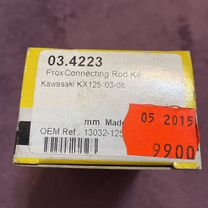 03.4223
Prox Connecting Rod Kit
Kawasaki KX125 '03-08
mm Made
OEM Ref. 13032-125
05 2015
9900